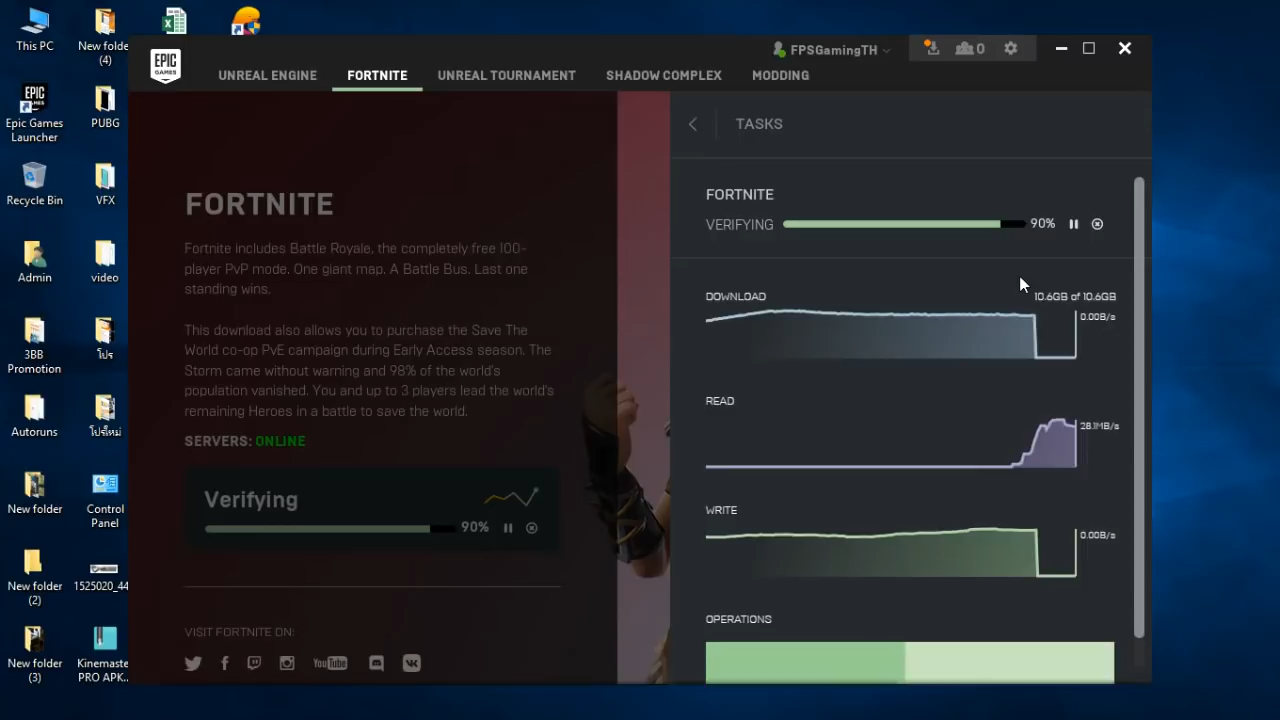 This PC
New folde
(4)
Epic Games
Launcher
PUBG
Recycle Bin
VFX
Admin
video
3BB
Promotion
โปร
Autoruns
โปรใหม่
New folder
Control
Panel
New folder
(2)
1525020_44
New folder
(3)
Kinemaste
PRO APK...
EPIC
GAMES
FPSGamingTH
0
UNREAL ENGINE
FORTNITE
UNREAL TOURNAMENT
SHADOW COMPLEX
MODDING
FORTNITE
Fortnite includes Battle Royale, the completely free 100-
player PvP mode. One giant map. A Battle Bus. Last one
standing wins.
This download also allows you to purchase the Save The
World co-op PvE campaign during Early Access season. The
Storm came without warning and 98% of the world's
population vanished. You and up to 3 players lead the world's
remaining Heroes in a battle to save the world.
SERVERS: ONLINE
Verifying
90%
VISIT FORTNITE ON:
You Tube
TASKS
FORTNITE
VERIFYING
90%
DOWNLOAD
10.6GB of 10.6GB
0.00B/s
READ
28.1MB/s
WRITE
0.00B/s
OPERATIONS